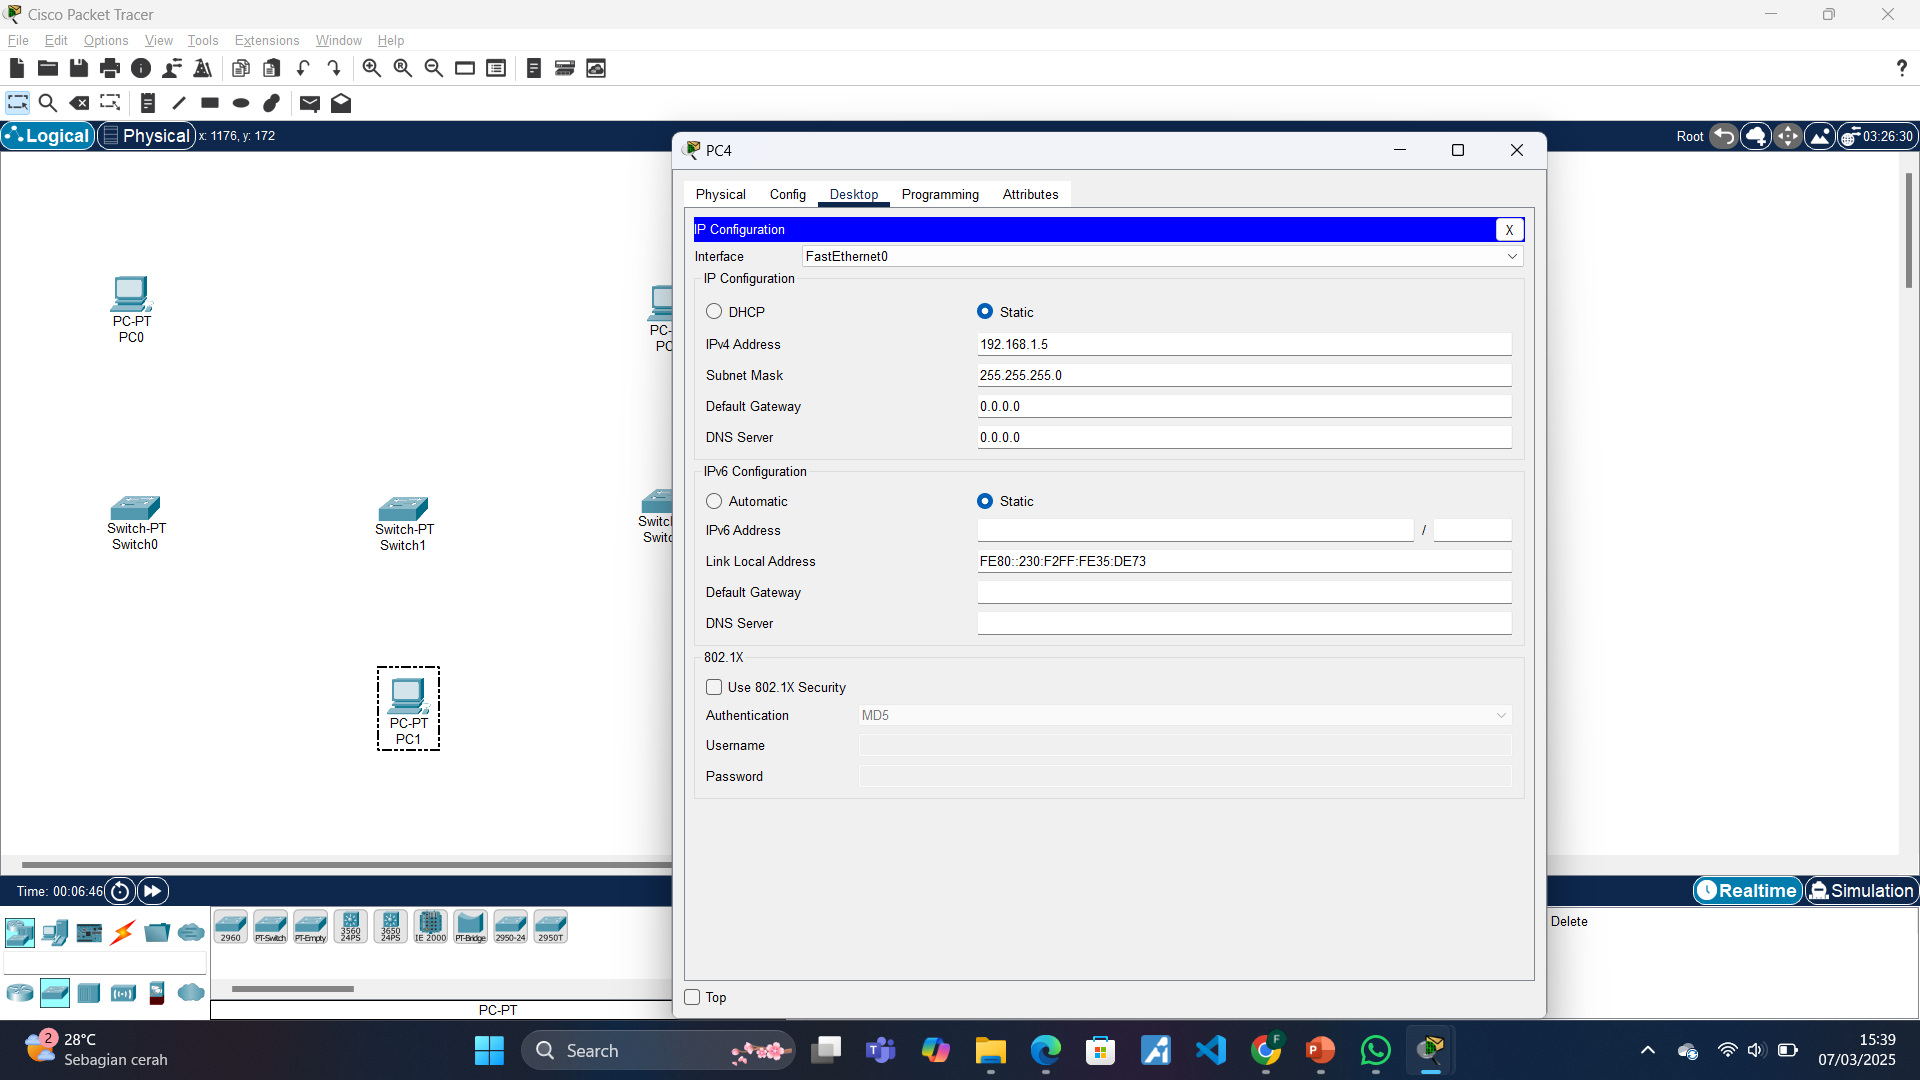 Cisco Packet Tracer
File Edit Options View Tools Extensions Window Help
?
Logical Physical x: 1176, y: 172 Root 03:26:30
PC4
Physical Config Desktop Programming Attributes
IP Configuration X
Interface FastEthernet0
IP Configuration
DHCP Static
IPv4 Address 192.168.1.5
Subnet Mask 255.255.255.0
Default Gateway 0.0.0.0
DNS Server 0.0.0.0
IPv6 Configuration
Automatic Static
IPv6 Address /
Link Local Address FE80::230:F2FF:FE35:DE73
Default Gateway
DNS Server
802.1X
Use 802.1X Security
Authentication MD5
Username
Password
Top
PC-PT
PC0
PC-
PC
Switch-PT
Switch0
Switch-PT
Switch1
Switch
Switc
PC-PT
PC1
Time: 00:06:46
Realtime Simulation
2960 PT-Switch PT-Empty 3560 24PS 3650 24PS IE 2000 PT-Bridge 2950-24 2950T
Delete
PC-PT
2
28°C
Sebagian cerah
Search
F
15:39
07/03/2025